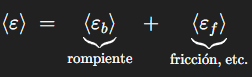 ⟨ε⟩ = ⟨ε_b⟩ + ⟨ε_f⟩
rompiente fricción, etc.